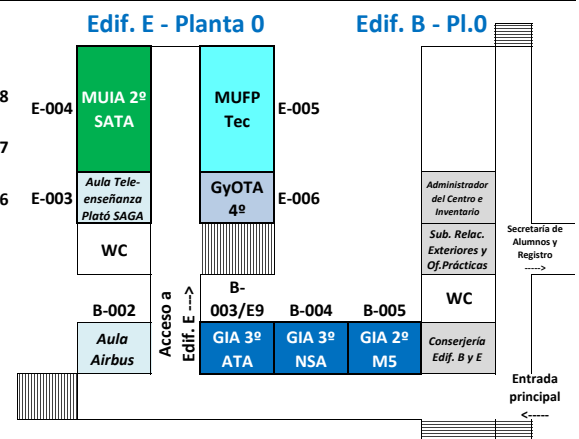 Edif. E - Planta 0
Edif. B - Pl.0
8
E-004
MUIA 2º
SATA
MUFP
Tec
E-005
7
6
E-003
Aula Tele-
enseñanza
Plató SAGA
GyOTA
4º
E-006
Administrador
del Centro e
Inventario
WC
Sub. Relac.
Exteriores y
Of.Prácticas
Secretaría de
Alumnos y
Registro
----->
B-002
Acceso a
Edif. E --->
B-
003/E9
B-004
B-005
WC
Aula
Airbus
GIA 3º
ATA
GIA 3º
NSA
GIA 2º
M5
Conserjería
Edif. B y E
Entrada
principal
<-----